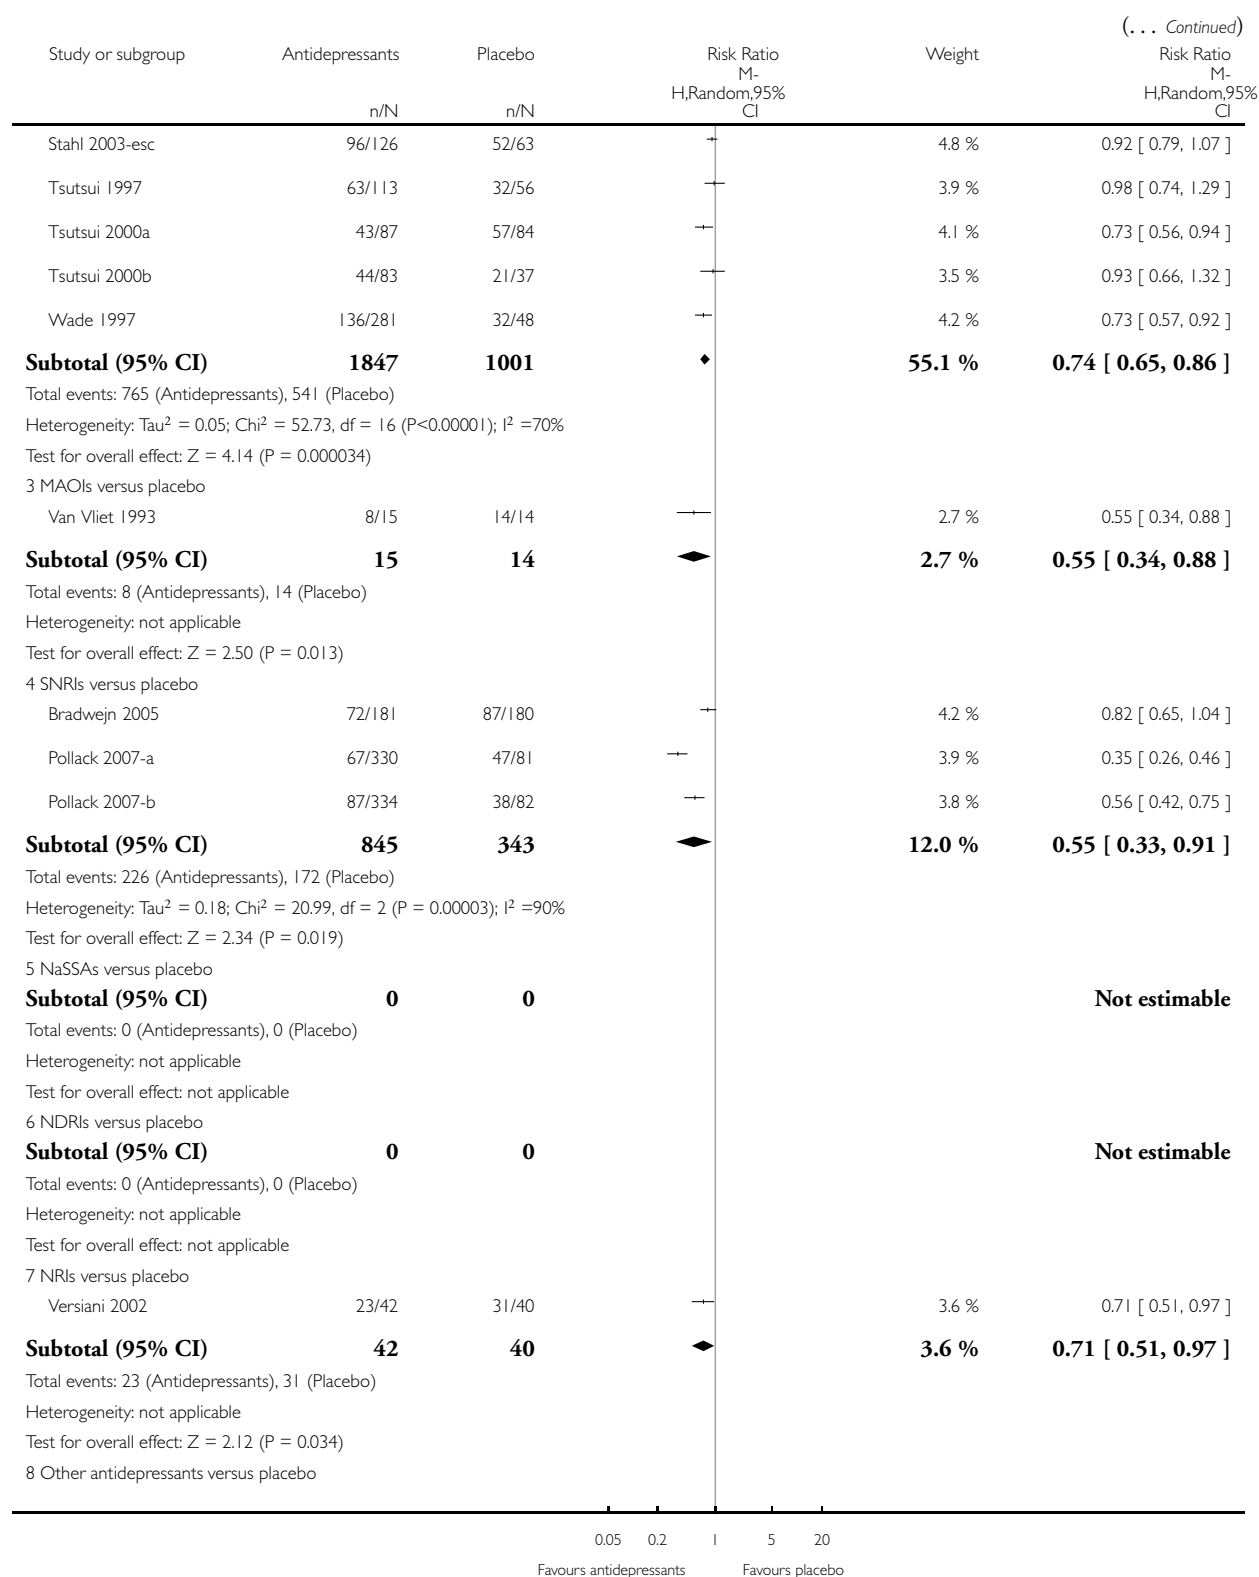 (... Continued)
Study or subgroup Antidepressants Placebo Risk Ratio Weight Risk Ratio
M- M-
H,Random,95% H,Random,95%
n/N n/N CI CI
Stahl 2003-esc 96/126 52/63 4.8 % 0.92 [ 0.79, 1.07 ]
Tsutsui 1997 63/113 32/56 3.9 % 0.98 [ 0.74, 1.29 ]
Tsutsui 2000a 43/87 57/84 4.1 % 0.73 [ 0.56, 0.94 ]
Tsutsui 2000b 44/83 21/37 3.5 % 0.93 [ 0.66, 1.32 ]
Wade 1997 136/281 32/48 4.2 % 0.73 [ 0.57, 0.92 ]
Subtotal (95% CI) 1847 1001 55.1 % 0.74 [ 0.65, 0.86 ]
Total events: 765 (Antidepressants), 541 (Placebo)
Heterogeneity: Tau² = 0.05; Chi² = 52.73, df = 16 (P<0.00001); I² =70%
Test for overall effect: Z = 4.14 (P = 0.000034)
3 MAOIs versus placebo
Van Vliet 1993 8/15 14/14 2.7 % 0.55 [ 0.34, 0.88 ]
Subtotal (95% CI) 15 14 2.7 % 0.55 [ 0.34, 0.88 ]
Total events: 8 (Antidepressants), 14 (Placebo)
Heterogeneity: not applicable
Test for overall effect: Z = 2.50 (P = 0.013)
4 SNRIs versus placebo
Bradwejn 2005 72/181 87/180 4.2 % 0.82 [ 0.65, 1.04 ]
Pollack 2007-a 67/330 47/81 3.9 % 0.35 [ 0.26, 0.46 ]
Pollack 2007-b 87/334 38/82 3.8 % 0.56 [ 0.42, 0.75 ]
Subtotal (95% CI) 845 343 12.0 % 0.55 [ 0.33, 0.91 ]
Total events: 226 (Antidepressants), 172 (Placebo)
Heterogeneity: Tau² = 0.18; Chi² = 20.99, df = 2 (P = 0.00003); I² =90%
Test for overall effect: Z = 2.34 (P = 0.019)
5 NaSSAs versus placebo
Subtotal (95% CI) 0 0 Not estimable
Total events: 0 (Antidepressants), 0 (Placebo)
Heterogeneity: not applicable
Test for overall effect: not applicable
6 NDRIs versus placebo
Subtotal (95% CI) 0 0 Not estimable
Total events: 0 (Antidepressants), 0 (Placebo)
Heterogeneity: not applicable
Test for overall effect: not applicable
7 NRIs versus placebo
Versiani 2002 23/42 31/40 3.6 % 0.71 [ 0.51, 0.97 ]
Subtotal (95% CI) 42 40 3.6 % 0.71 [ 0.51, 0.97 ]
Total events: 23 (Antidepressants), 31 (Placebo)
Heterogeneity: not applicable
Test for overall effect: Z = 2.12 (P = 0.034)
8 Other antidepressants versus placebo
0.05 0.2 1 5 20
Favours antidepressants Favours placebo